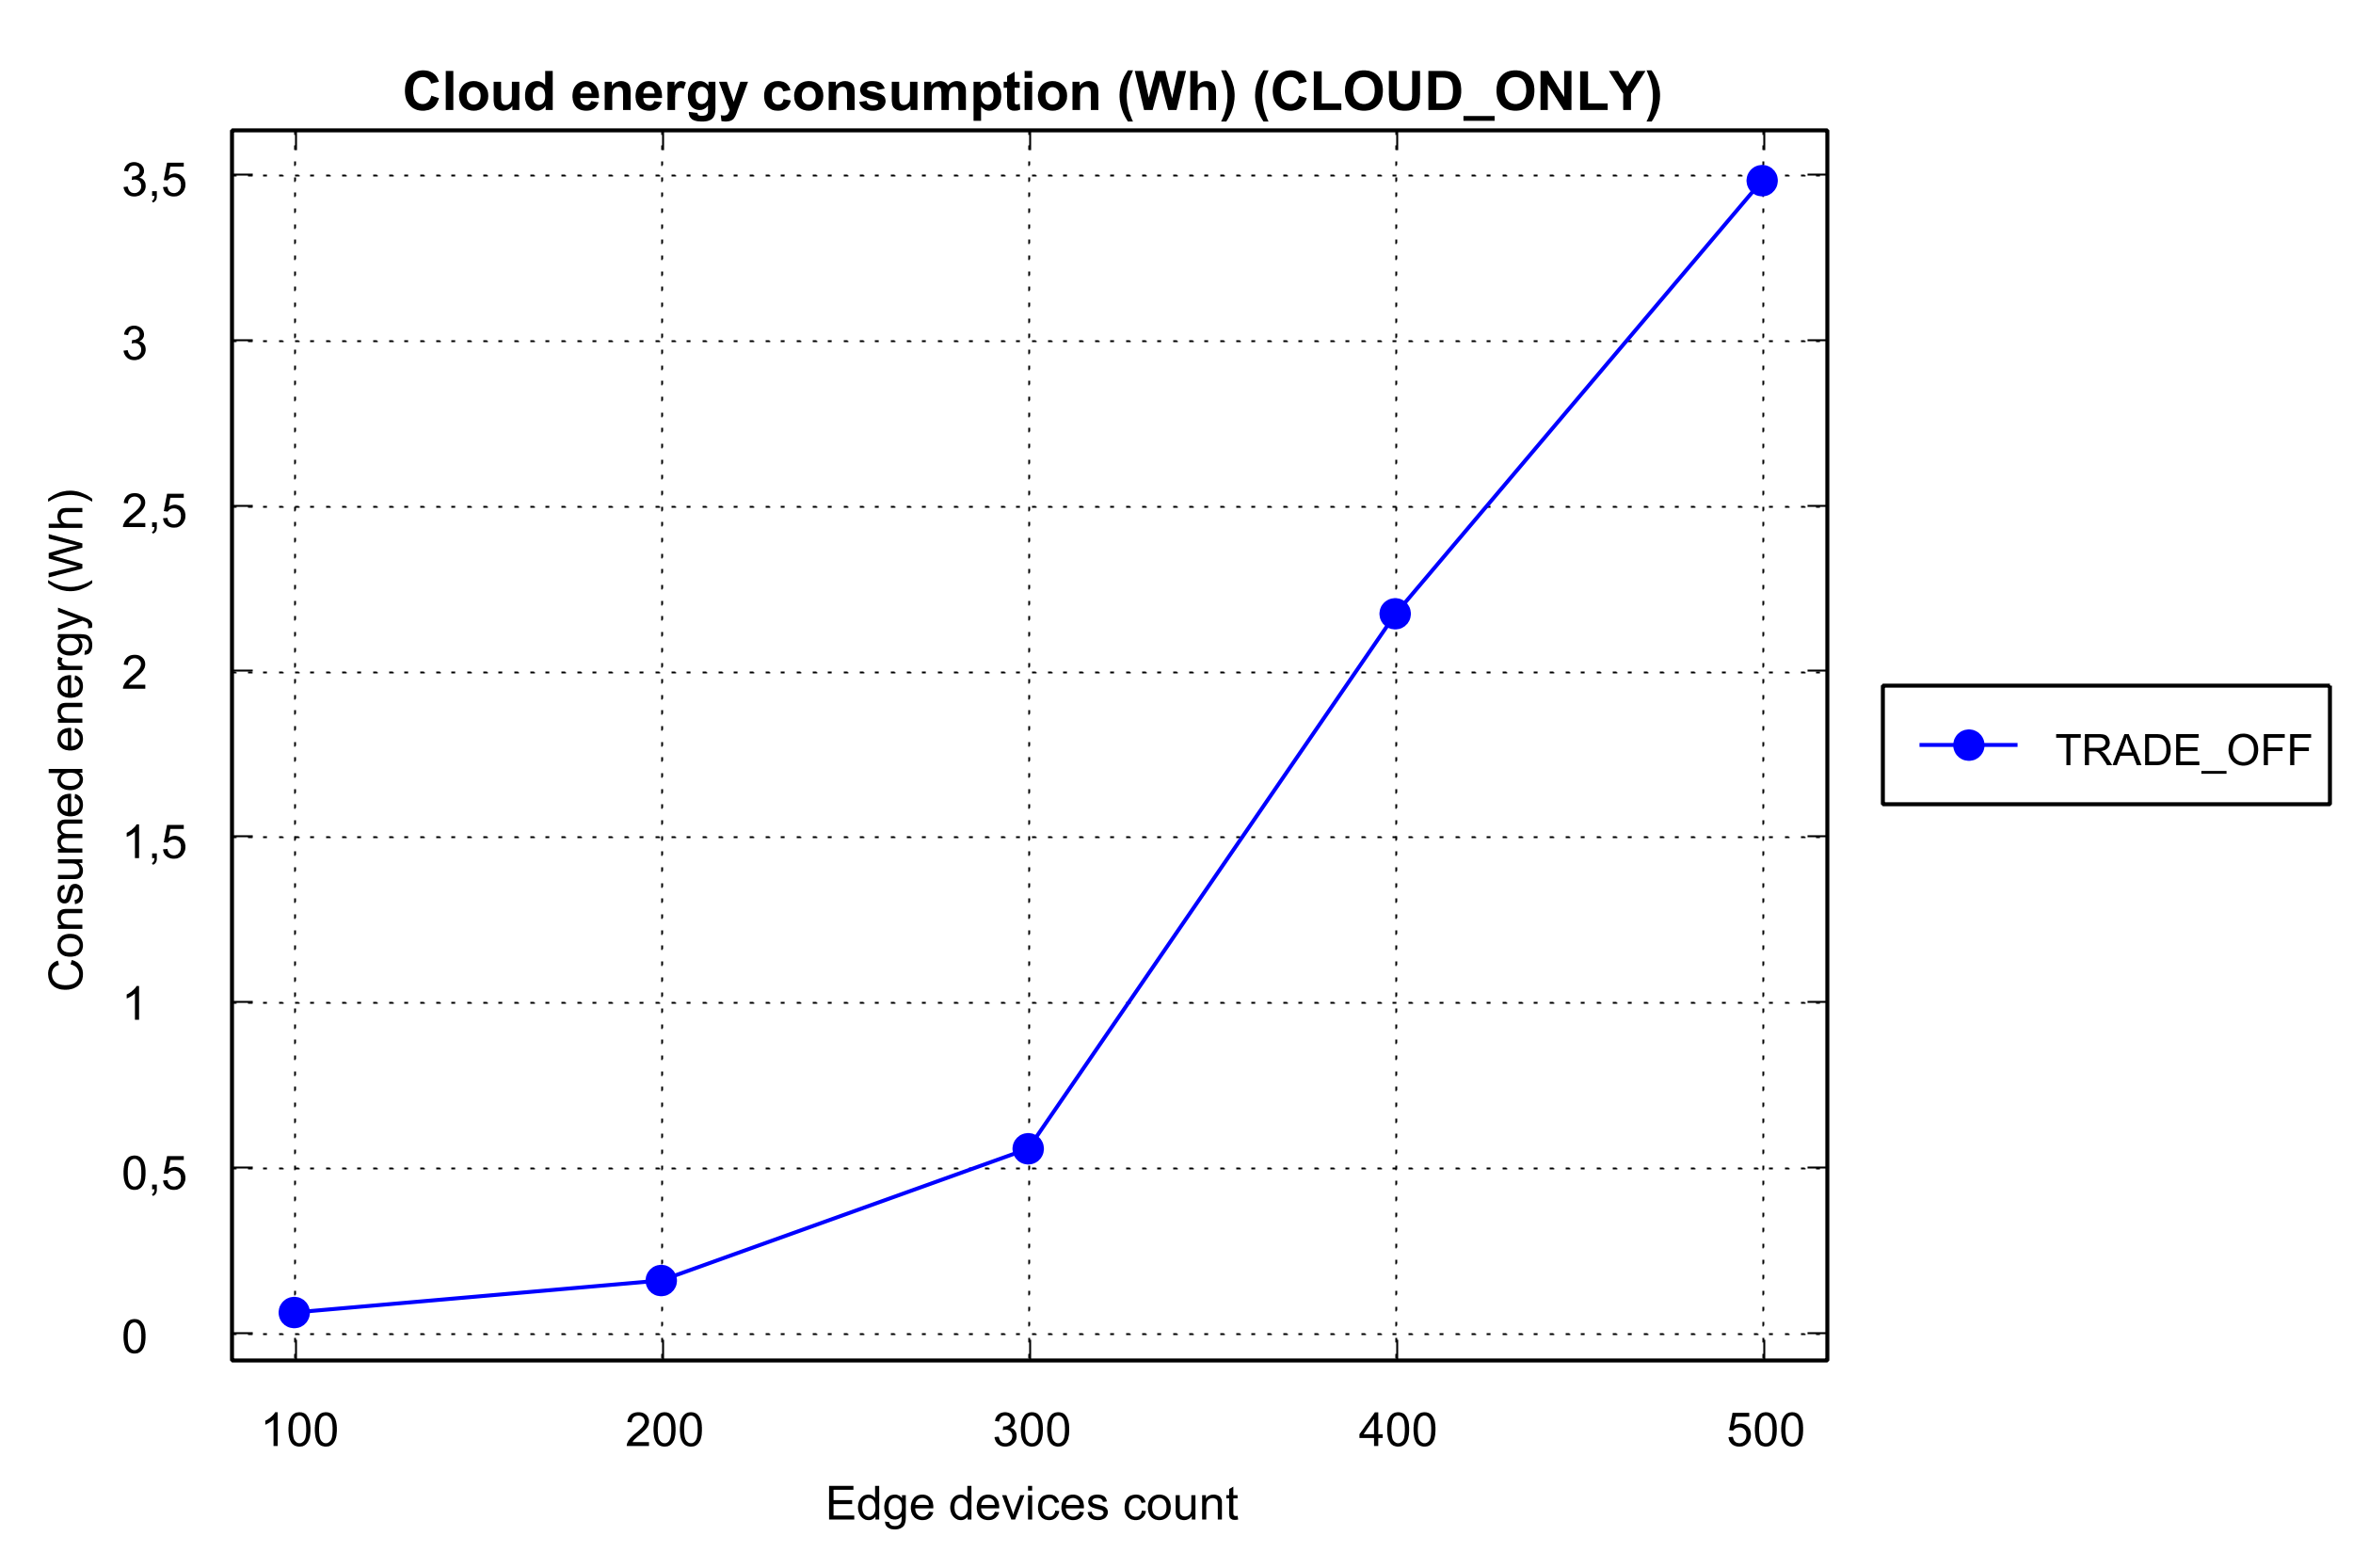 Cloud energy consumption (Wh) (CLOUD_ONLY)
Consumed energy (Wh)
3,5
3
2,5
2
1,5
1
0,5
0
100 200 300 400 500
Edge devices count
TRADE_OFF